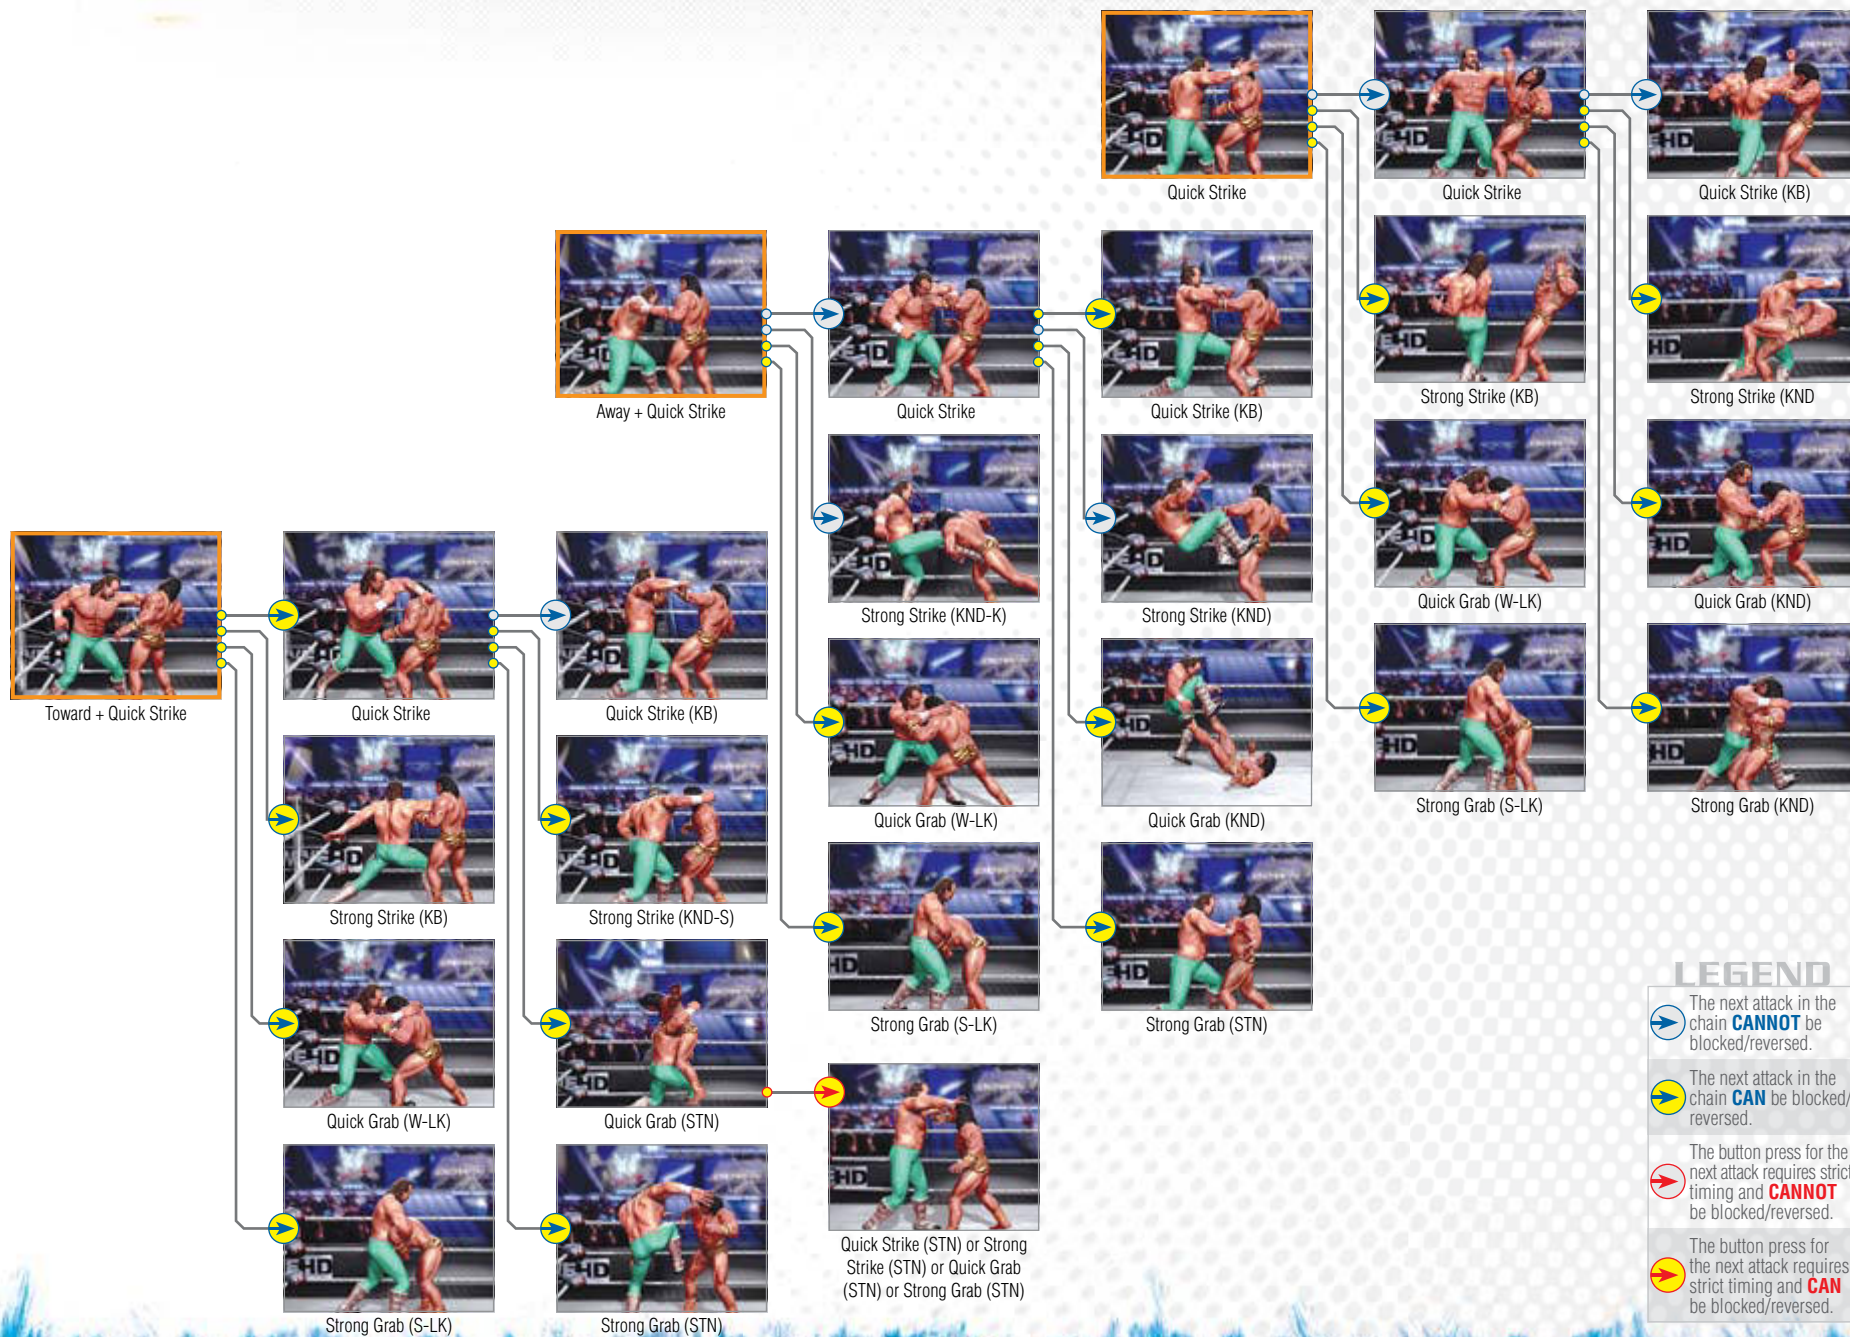 Quick Strike
Quick Strike
Quick Strike (KB)
Strong Strike (KB)
Strong Strike (KND
Quick Grab (W-LK)
Quick Grab (KND)
Strong Grab (S-LK)
Strong Grab (KND)
Away + Quick Strike
Quick Strike
Quick Strike (KB)
Strong Strike (KND-K)
Strong Strike (KND)
Quick Grab (W-LK)
Quick Grab (KND)
Strong Grab (S-LK)
Strong Grab (STN)
Toward + Quick Strike
Quick Strike
Quick Strike (KB)
Strong Strike (KB)
Strong Strike (KND-S)
Quick Grab (W-LK)
Quick Grab (STN)
Quick Strike (STN) or Strong
Strike (STN) or Quick Grab
(STN) or Strong Grab (STN)
Strong Grab (S-LK)
Strong Grab (STN)
LEGEND
The next attack in the
chain CANNOT be
blocked/reversed.
The next attack in the
chain CAN be blocked/
reversed.
The button press for the
next attack requires strict
timing and CANNOT
be blocked/reversed.
The button press for
the next attack requires
strict timing and CAN
be blocked/reversed.